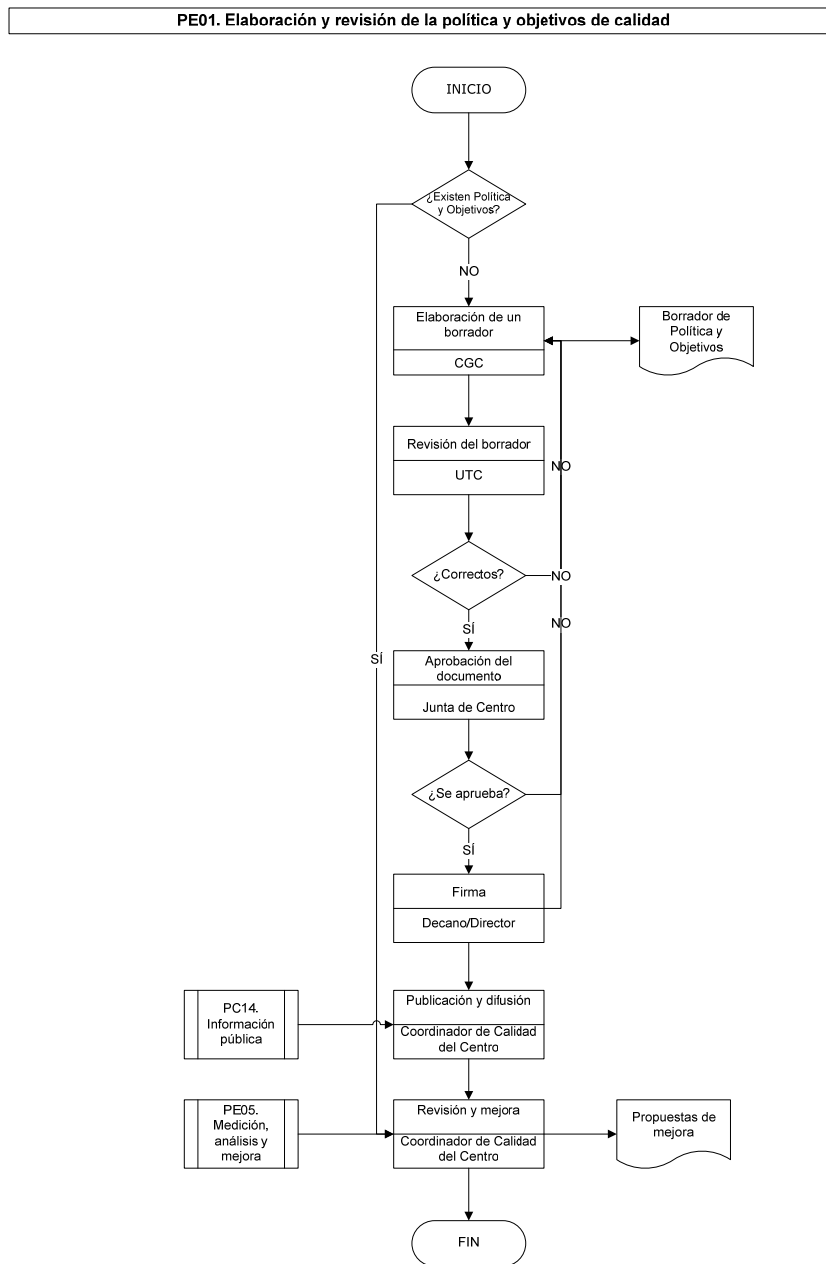 PE01. Elaboración y revisión de la política y objetivos de calidad
INICIO
¿Existen Política
y Objetivos?
NO
Elaboración de un
borrador
CGC
Borrador de
Política y
Objetivos
Revisión del borrador
UTC
NO
¿Correctos?
NO
SÍ
NO
Aprobación del
documento
Junta de Centro
SÍ
¿Se aprueba?
SÍ
Firma
Decano/Director
PC14.
Información
pública
Publicación y difusión
Coordinador de Calidad
del Centro
PE05.
Medición,
análisis y
mejora
Revisión y mejora
Coordinador de Calidad
del Centro
Propuestas de
mejora
FIN